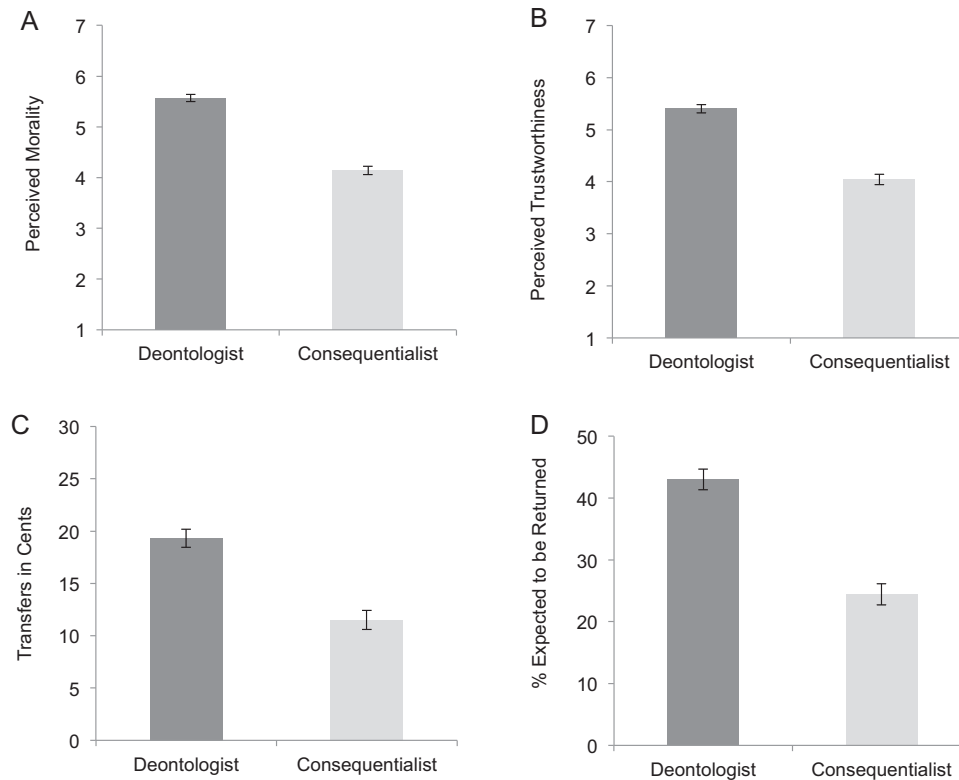 A
Perceived Morality
7
6
5
4
3
2
1
Deontologist Consequentialist
B
Perceived Trustworthiness
7
6
5
4
3
2
1
Deontologist Consequentialist
C
Transfers in Cents
30
25
20
15
10
5
0
Deontologist Consequentialist
D
% Expected to be Returned
50
40
30
20
10
0
Deontologist Consequentialist